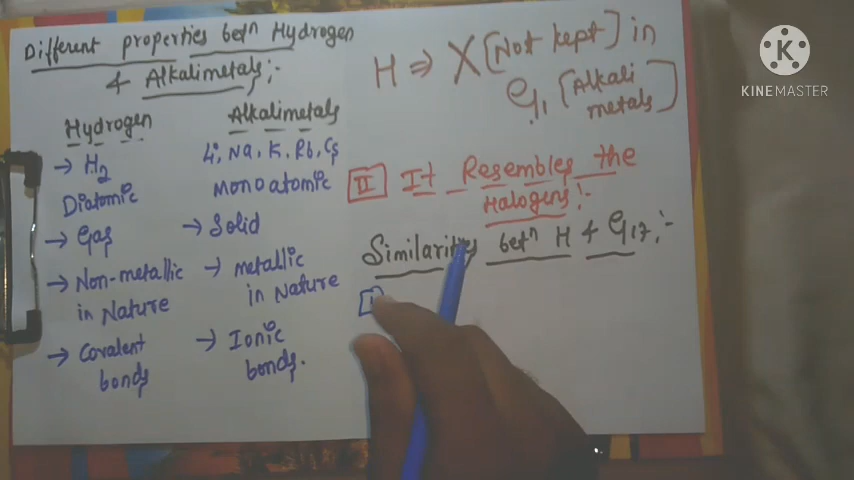 Different properties betn Hydrogen
& Alkalimetals:-
Hydrogen
→ H2
Diatomic
→ Gas
→ Non-metallic
in Nature
→ Covalent
bonds
Alkalimetals
Li, Na, K, Rb, Cs
Monoatomic
→ Solid
→ metallic
in Nature
→ Ionic
bonds.
H ⇒ X [Not kept] in
G1 [Alkali
metals]
II It Resembles the
Halogens:-
Similarities betn H & G17:-
1
K
KINEMASTER